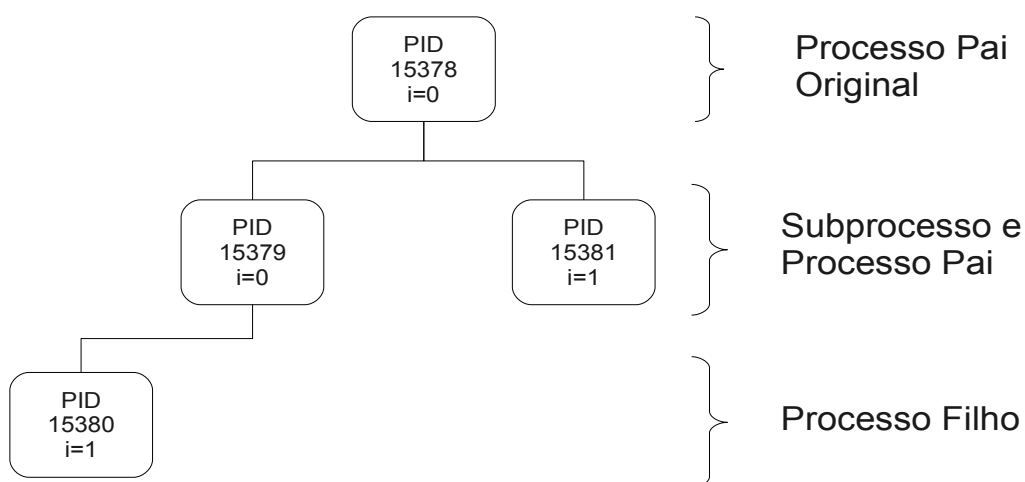 PID
15378
i=0
Processo Pai
Original
PID
15379
i=0
PID
15381
i=1
Subprocesso e
Processo Pai
PID
15380
i=1
Processo Filho